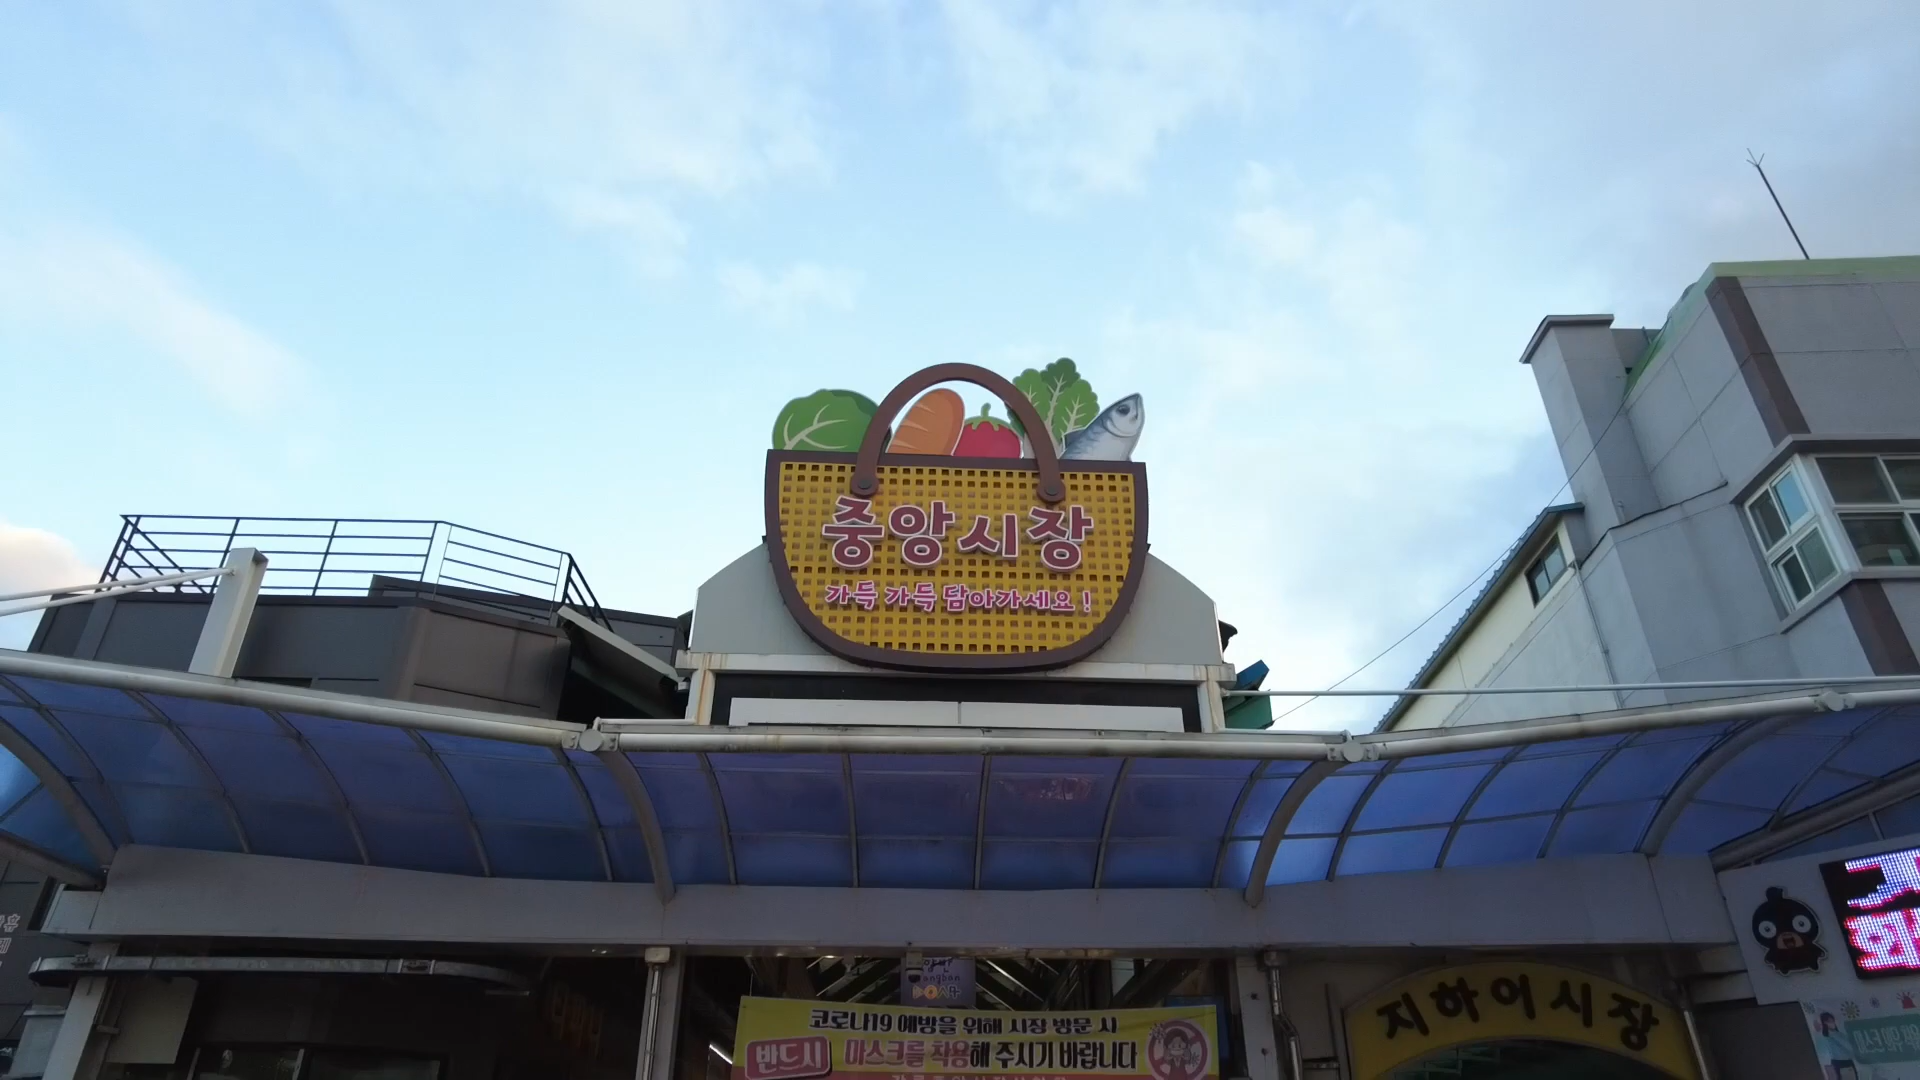 중앙시장
가득 가득 담아가세요!
코로나19 예방을 위해 시장 방문 시
반드시 마스크를 착용해 주시기 바랍니다
지하어시장